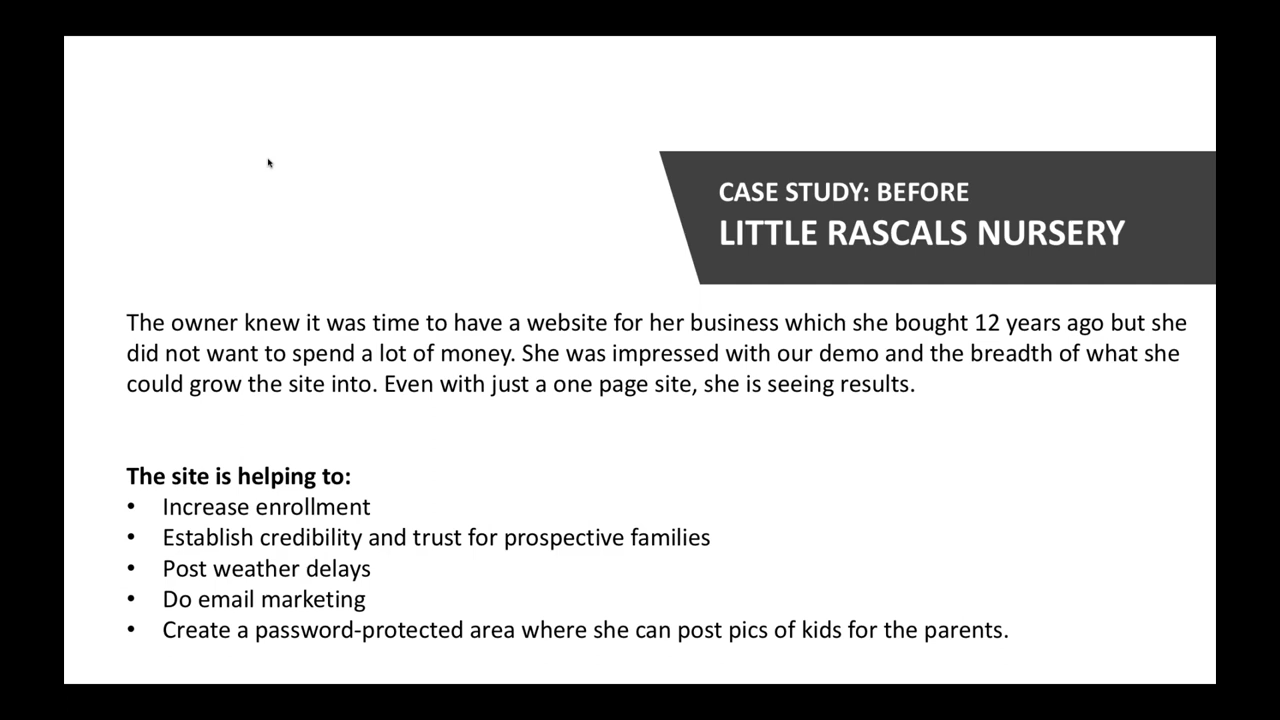 CASE STUDY: BEFORE
LITTLE RASCALS NURSERY
The owner knew it was time to have a website for her business which she bought 12 years ago but she
did not want to spend a lot of money. She was impressed with our demo and the breadth of what she
could grow the site into. Even with just a one page site, she is seeing results.
The site is helping to:
• Increase enrollment
• Establish credibility and trust for prospective families
• Post weather delays
• Do email marketing
• Create a password-protected area where she can post pics of kids for the parents.